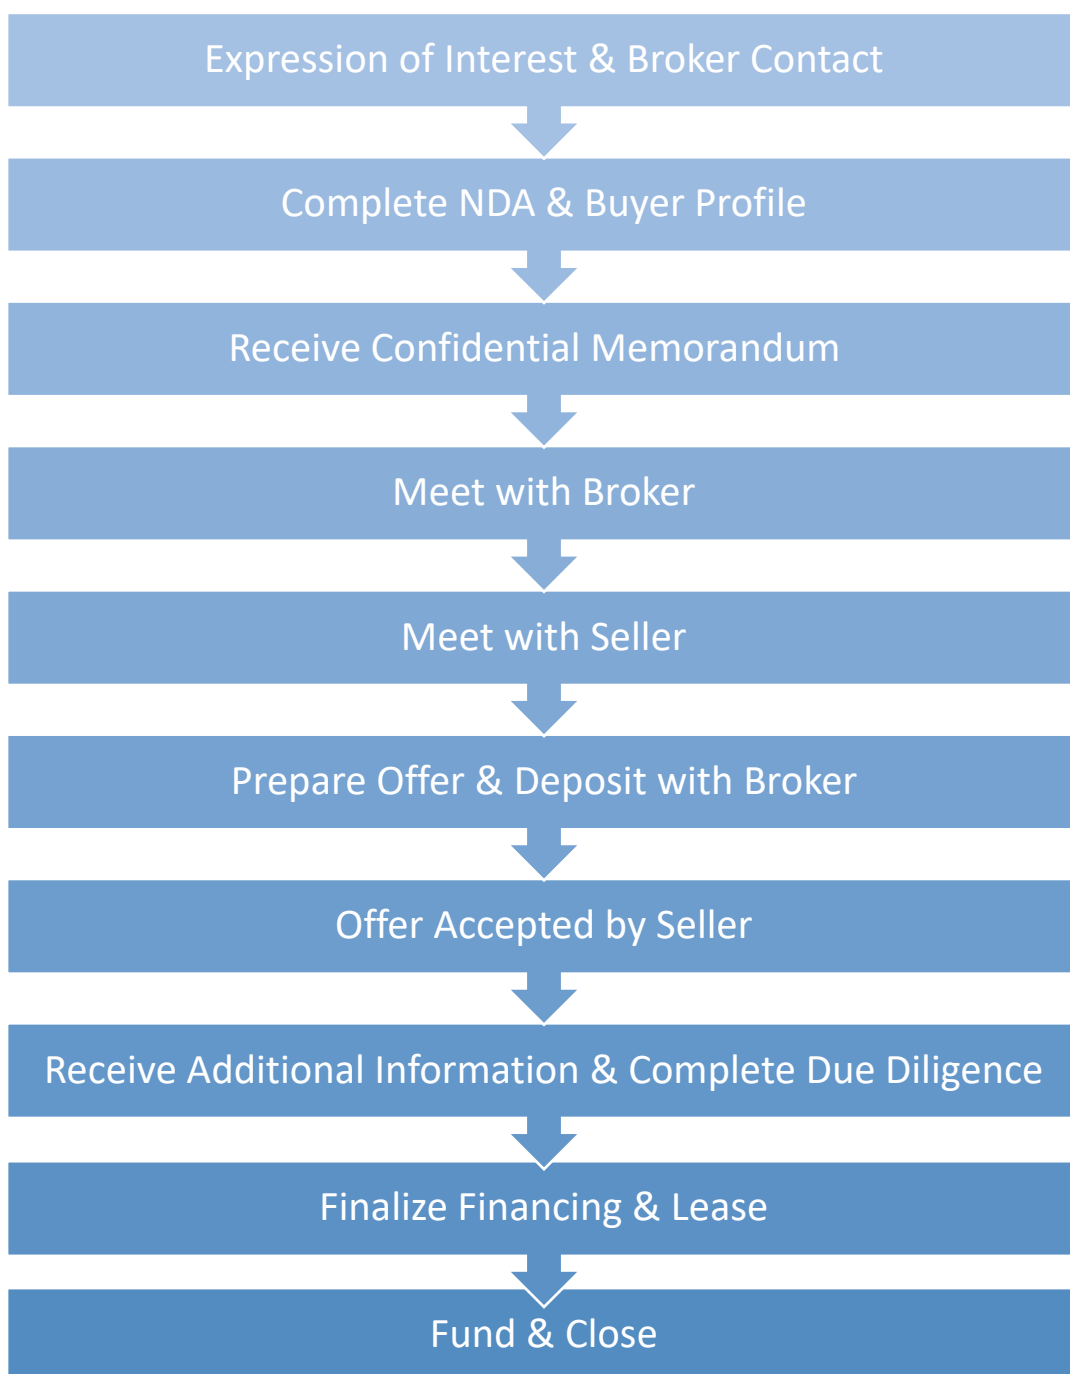 Expression of Interest & Broker Contact
Complete NDA & Buyer Profile
Receive Confidential Memorandum
Meet with Broker
Meet with Seller
Prepare Offer & Deposit with Broker
Offer Accepted by Seller
Receive Additional Information & Complete Due Diligence
Finalize Financing & Lease
Fund & Close